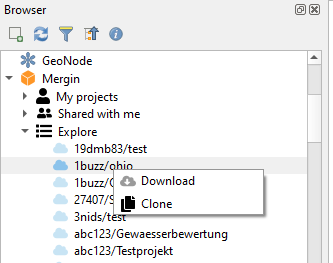 Browser
GeoNode
Mergin
My projects
Shared with me
Explore
19dmb83/test
1buzz/ohio
1buzz/
Download
27407/
Clone
3nids/test
abc123/Gewaesserbewertung
abc123/Testprojekt